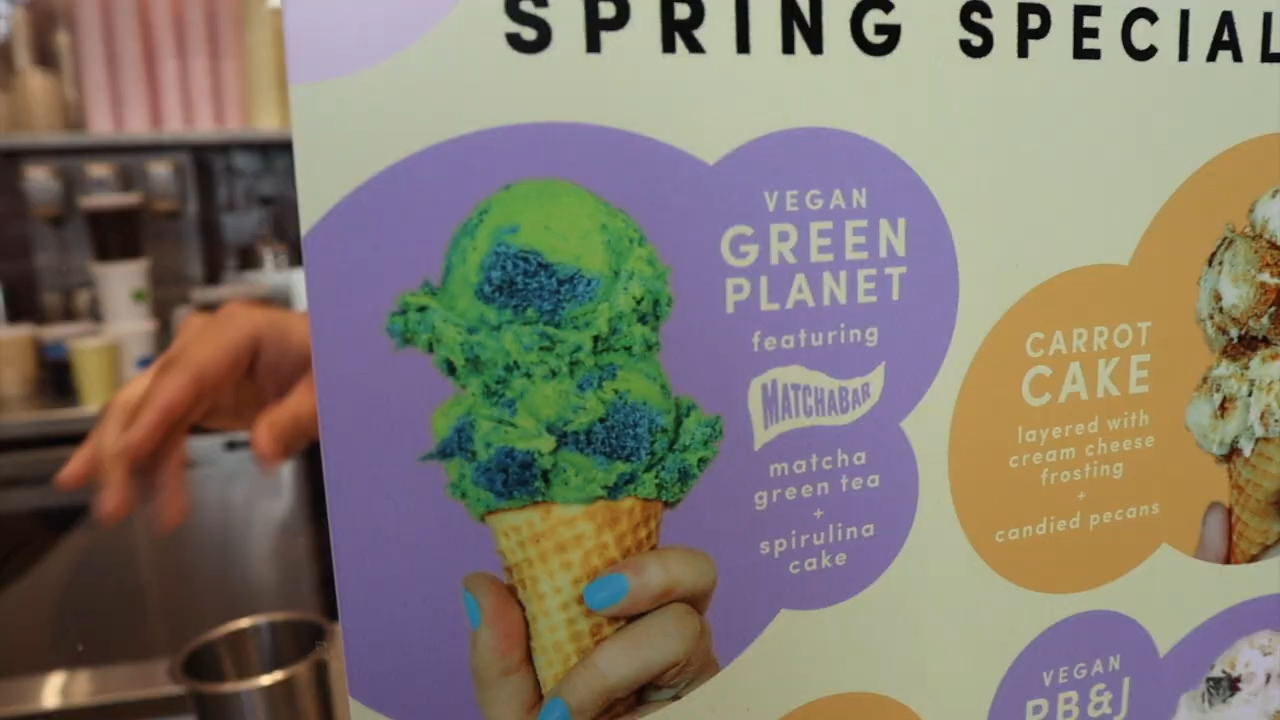 SPRING SPECIAL
VEGAN
GREEN
PLANET
featuring
MATCHABAR
matcha
green tea
+
spirulina
cake
CARROT
CAKE
layered with
cream cheese
frosting
+
candied pecans
VEGAN
PB&J